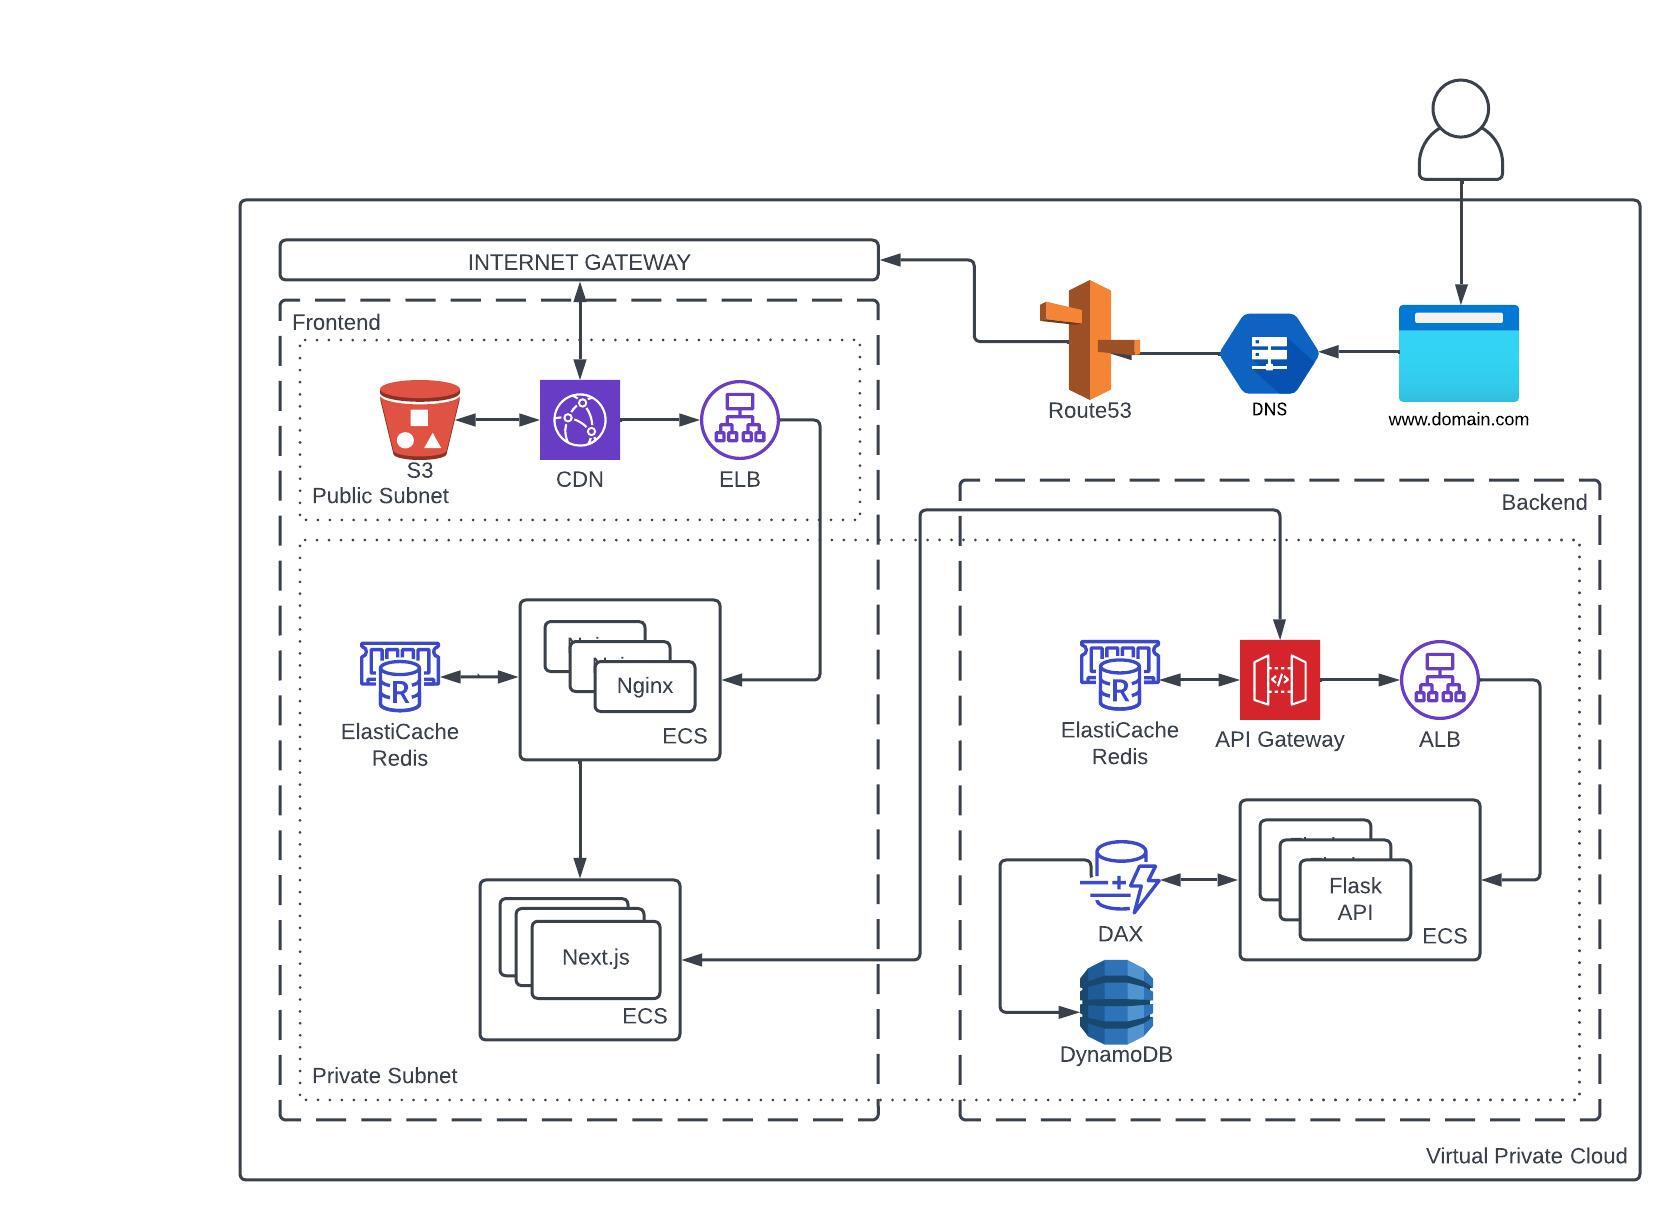 INTERNET GATEWAY
Frontend
S3
Public Subnet
CDN
ELB
Route53
DNS
www.domain.com
Backend
ElastiCache
Redis
Nginx
ECS
ElastiCache
Redis
API Gateway
ALB
Next.js
ECS
DAX
Flask
API
ECS
DynamoDB
Private Subnet
Virtual Private Cloud
R
R